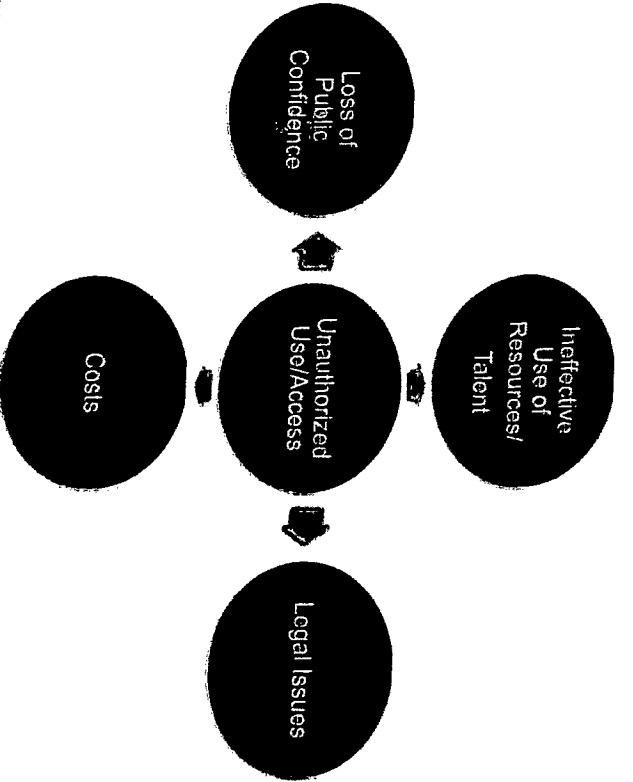 Ineffective
Use of
Resources/
Talent
Loss of
Public
Confidence
Unauthorized
Use/Access
Legal Issues
Costs